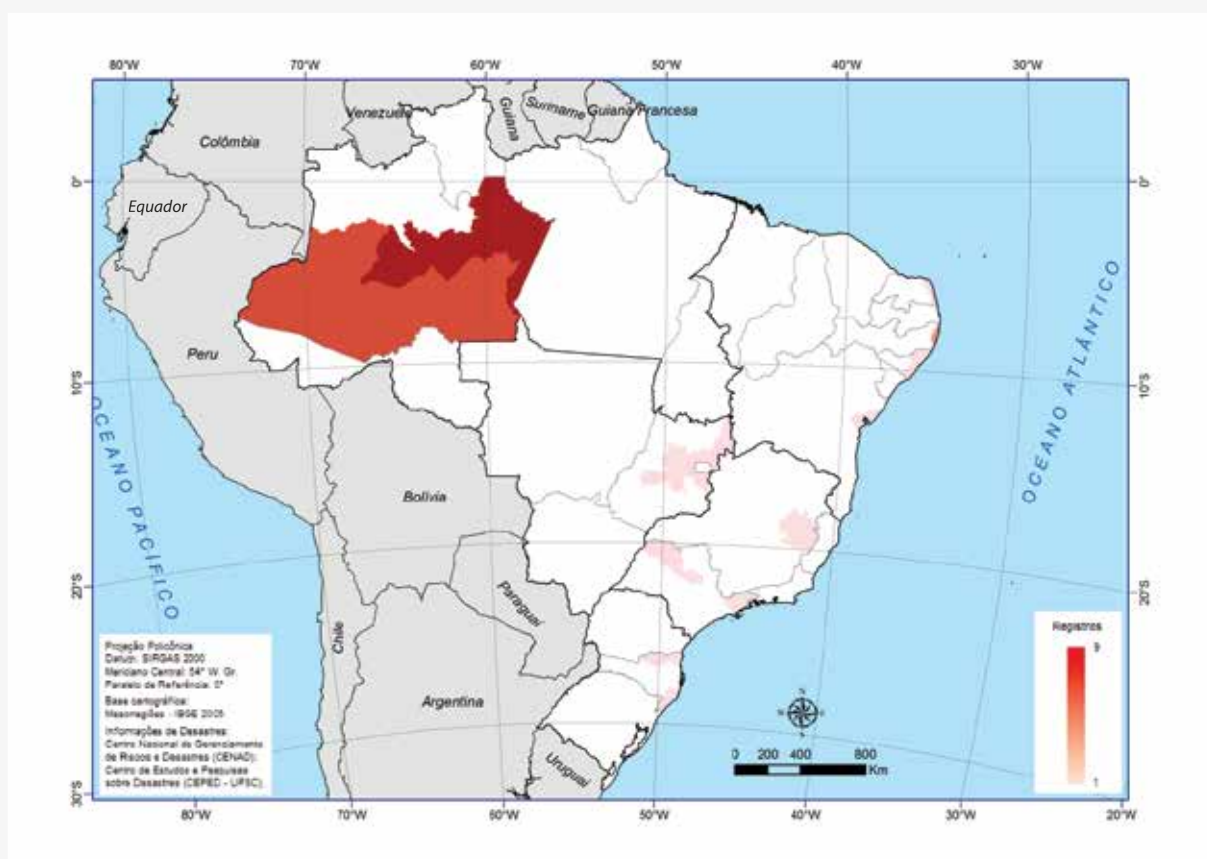 80°W 70°W 60°W 50°W 40°W 30°W
Venezuela
Guiana
Suriname
Guiana Francesa
Colômbia
0°
0°
Equador
Peru
10°S
10°S
OCEANO PACÍFICO
OCEANO ATLÂNTICO
Bolívia
20°S
20°S
Paraguai
Chile
Argentina
Uruguai
30°S
Projeção Policônica
Datum: SIRGAS 2000
Meridiano Central: 54° W. Gr.
Paralelo de Referência: 0°
Base cartográfica:
Mesorregiões - IBGE 2005
Informações de Desastres:
Centro Nacional de Gerenciamento
de Riscos e Desastres (CENAD);
Centro de Estudos e Pesquisas
sobre Desastres (CEPED - UFSC)
N
S
0 200 400 800
Km
Registros
9
1
80°W 70°W 60°W 50°W 40°W 30°W 20°W